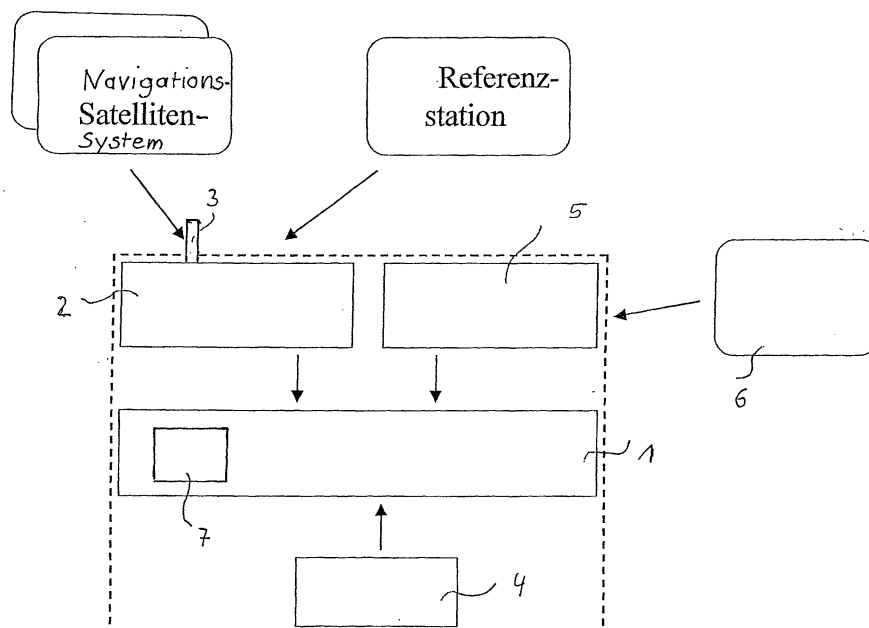 Navigations-
Satelliten-
System
Referenz-
station
3
5
2
6
1
7
4